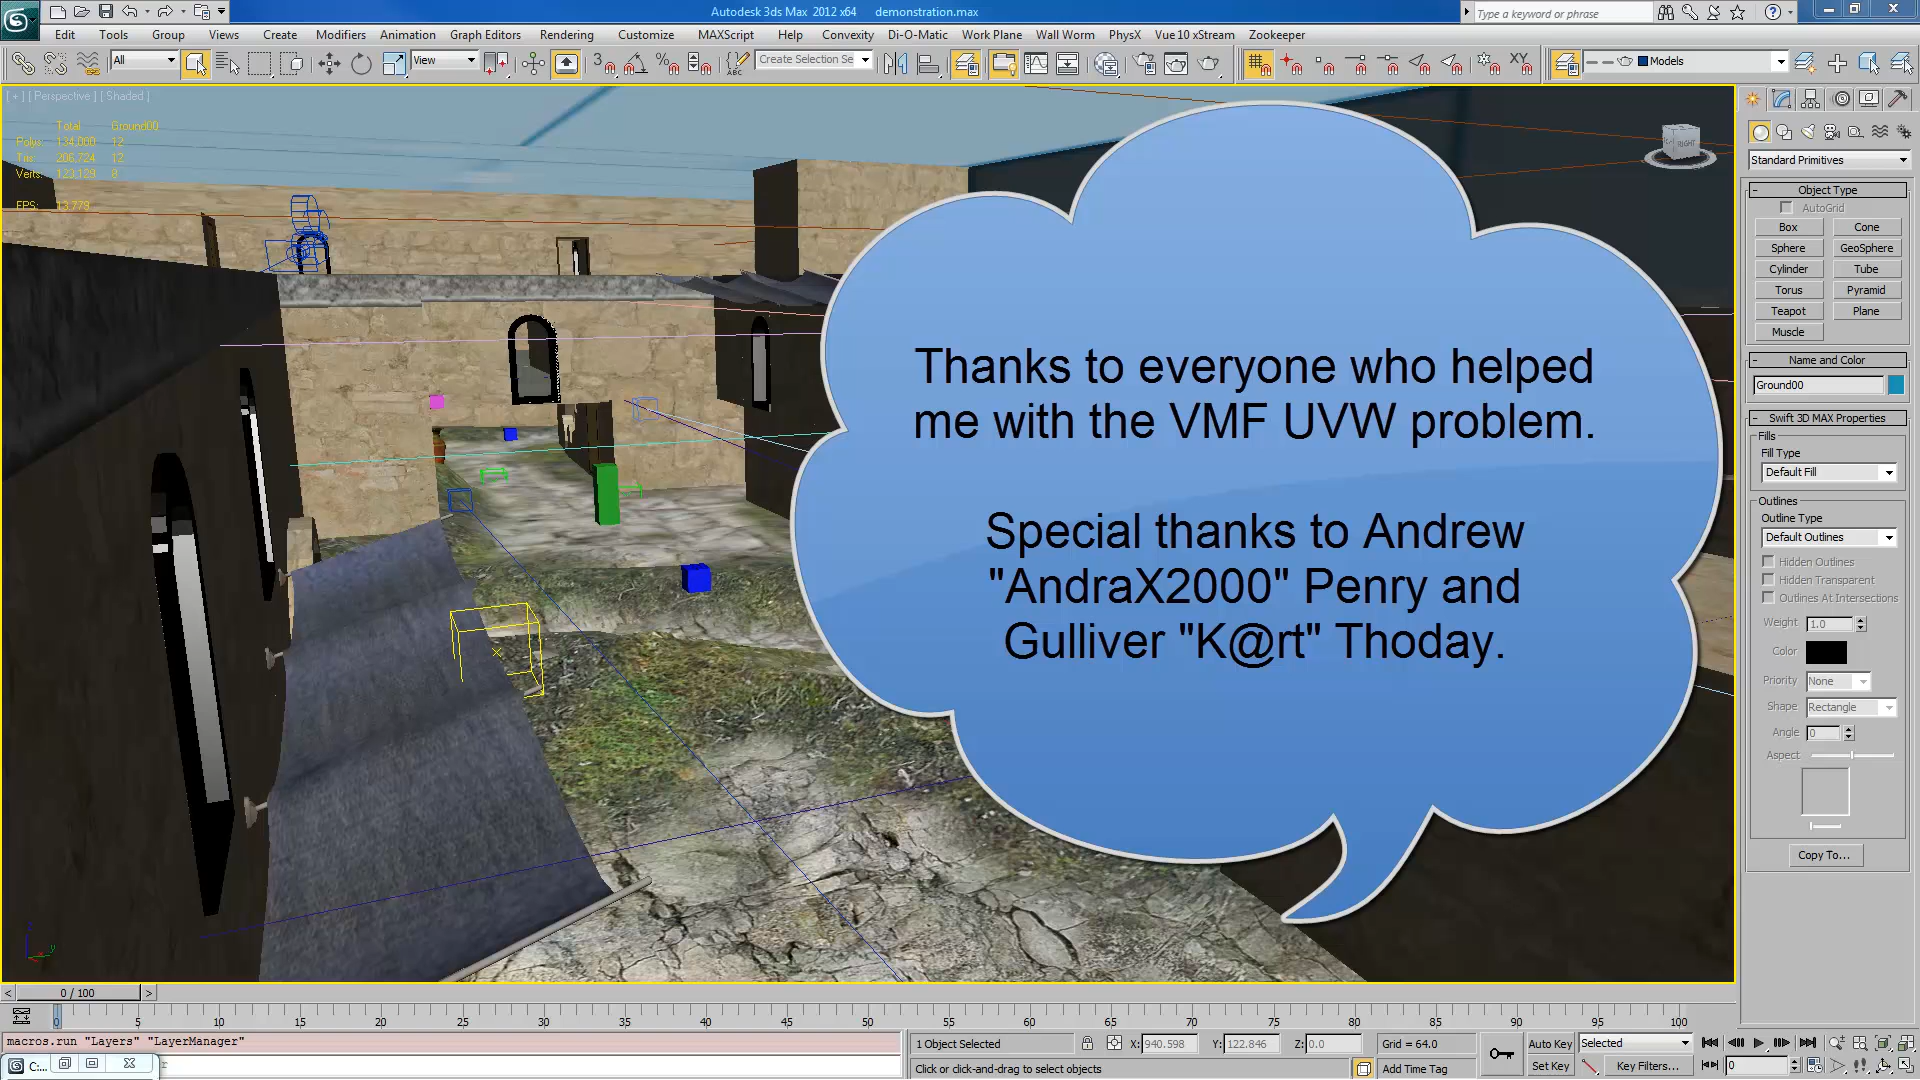 Autodesk 3ds Max 2012 x64 demonstration.max
Type a keyword or phrase
Edit Tools Group Views Create Modifiers Animation Graph Editors Rendering Customize MAXScript Help Convexity Di-O-Matic Work Plane Wall Worm PhysX Vue 10 xStream Zookeeper
All View Create Selection Se Models
[ + ] [ Perspective ] [ Shaded ]
Total Ground00
Polys: 134,000 12
Tris: 206,724 12
Verts: 123,129 8
FPS: 13.779
RIGHT
Thanks to everyone who helped
me with the VMF UVW problem.
Special thanks to Andrew
"AndraX2000" Penry and
Gulliver "K@rt" Thoday.
Standard Primitives
Object Type
AutoGrid
Box Cone
Sphere GeoSphere
Cylinder Tube
Torus Pyramid
Teapot Plane
Muscle
Name and Color
Ground00
Swift 3D MAX Properties
Fills
Fill Type
Default Fill
Outlines
Outline Type
Default Outlines
Hidden Outlines
Hidden Transparent
Outlines At Intersections
Weight 1.0
Color
Priority None
Shape Rectangle
Angle 0
Aspect
Copy To...
< 0 / 100 >
0 5 10 15 20 25 30 35 40 45 50 55 60 65 70 75 80 85 90 95 100
macros.run "Layers" "LayerManager"
1 Object Selected X: 940.598 Y: 122.846 Z: 0.0 Grid = 64.0 Auto Key Selected
C:...
Click or click-and-drag to select objects Add Time Tag Set Key Key Filters... 0